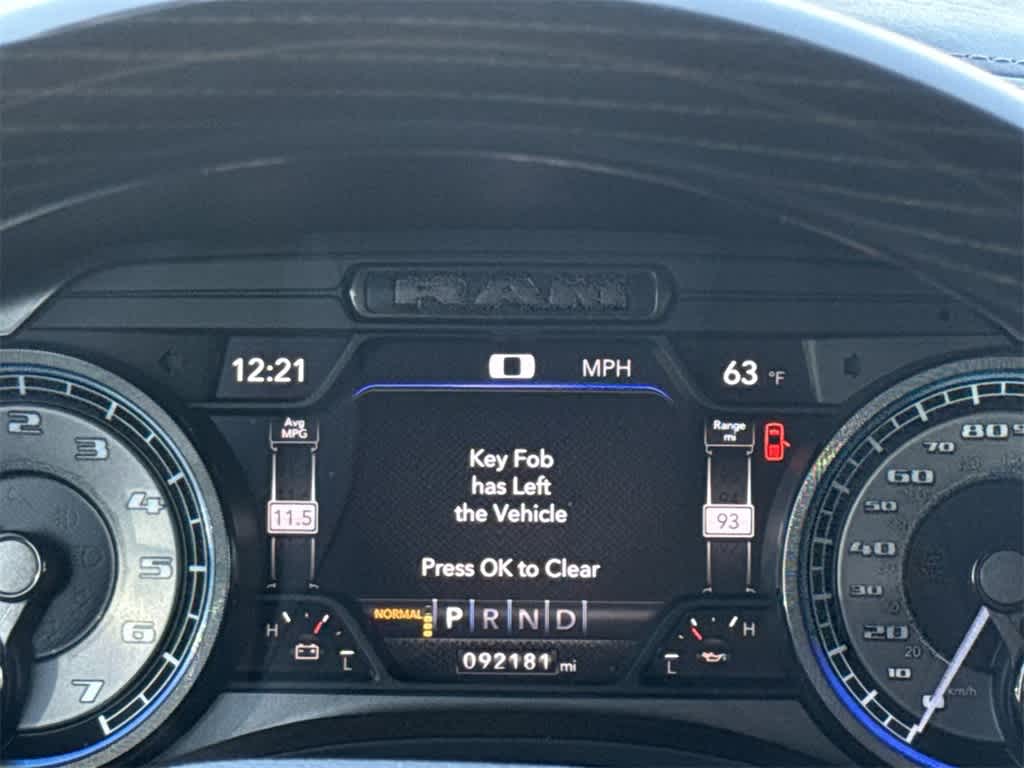 RAM
12:21
MPH
63 °F
Avg
MPG
11.5
Range
mi
93
Key Fob
has Left
the Vehicle
Press OK to Clear
NORMAL P R N D
092181 mi
H
L
L
H
2
3
4
5
6
7
80
70
60
50
40
30
20
10
20
km/h